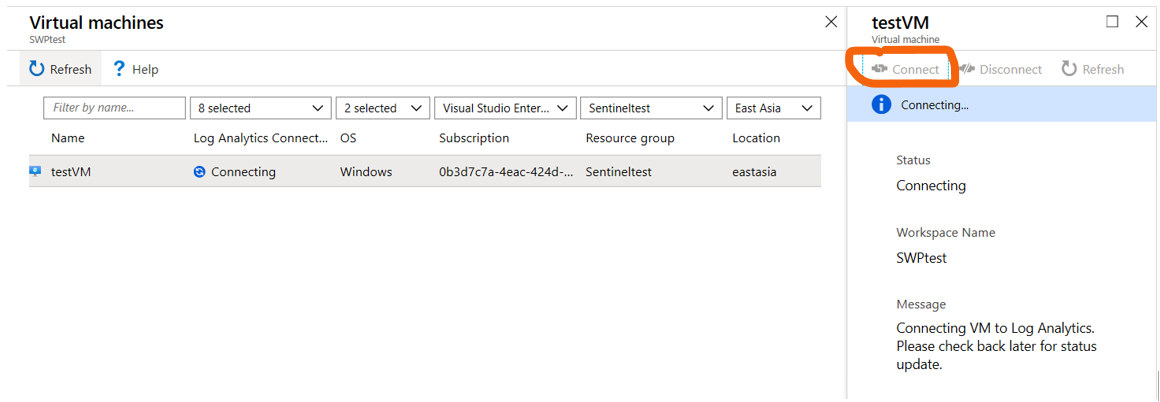 Virtual machines
SWPtest
Refresh Help
Filter by name... 8 selected 2 selected Visual Studio Enter... Sentineltest East Asia
Name Log Analytics Connect... OS Subscription Resource group Location
testVM Connecting Windows 0b3d7c7a-4eac-424d-... Sentineltest eastasia
testVM
Virtual machine
Connect Disconnect Refresh
Connecting...
Status
Connecting
Workspace Name
SWPtest
Message
Connecting VM to Log Analytics.
Please check back later for status
update.